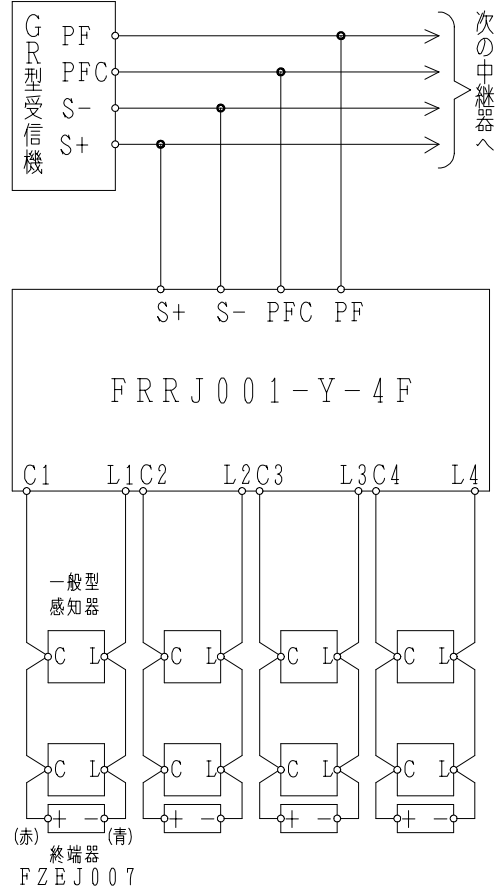 GR型受信機
PF
PFC
S-
S+
次の中継器へ
S+ S- PFC PF
FRRJ001-Y-4F
C1 L1 C2 L2 C3 L3 C4 L4
一般型
感知器
C L C L C L C L
C L C L C L C L
+ - + - + - + -
(赤) (青)
終端器
FZEJ007